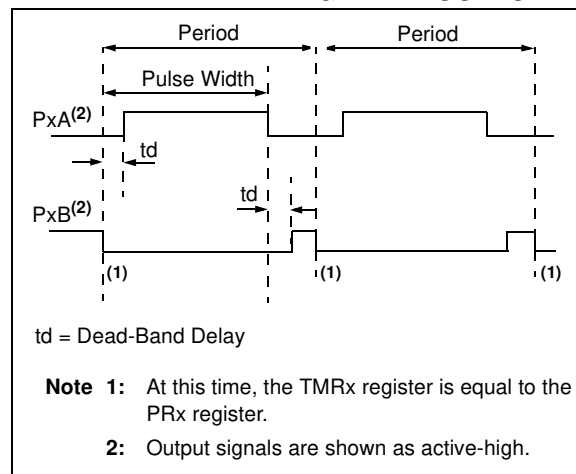 Period Period
Pulse Width
PxA(2)
td
td
PxB(2)
(1) (1) (1)
td = Dead-Band Delay
Note 1: At this time, the TMRx register is equal to the
PRx register.
2: Output signals are shown as active-high.